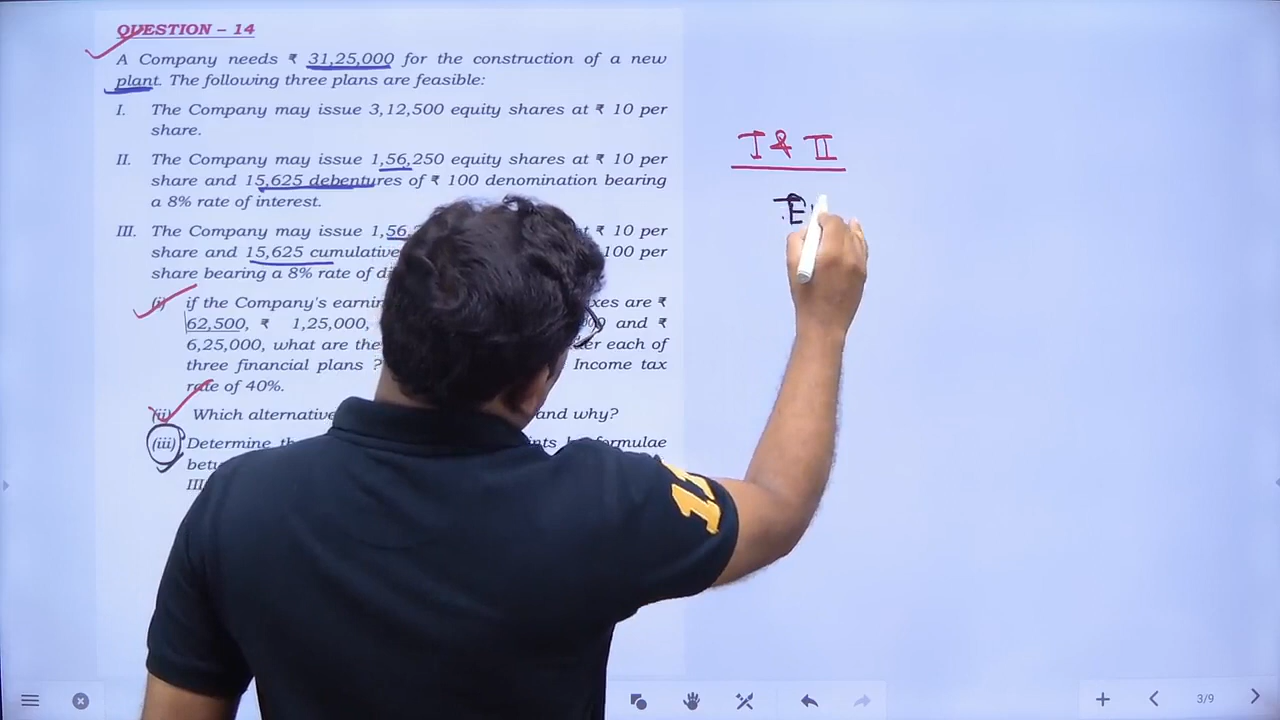 QUESTION – 14
A Company needs ₹ 31,25,000 for the construction of a new
plant. The following three plans are feasible:
I. The Company may issue 3,12,500 equity shares at ₹ 10 per
share.
II. The Company may issue 1,56,250 equity shares at ₹ 10 per
share and 15,625 debentures of ₹ 100 denomination bearing
a 8% rate of interest.
III. The Company may issue 1,56, ₹ 10 per
share and 15,625 cumulative 100 per
share bearing a 8% rate of
(i) if the Company's are ₹
62,500, ₹ 1,25,000, and ₹
6,25,000, what are the each of
three financial plans ? Income tax
rate of 40%.
(ii) Which alternative and why?
(iii) Determine formulae
III
I & II
E
12
3/9